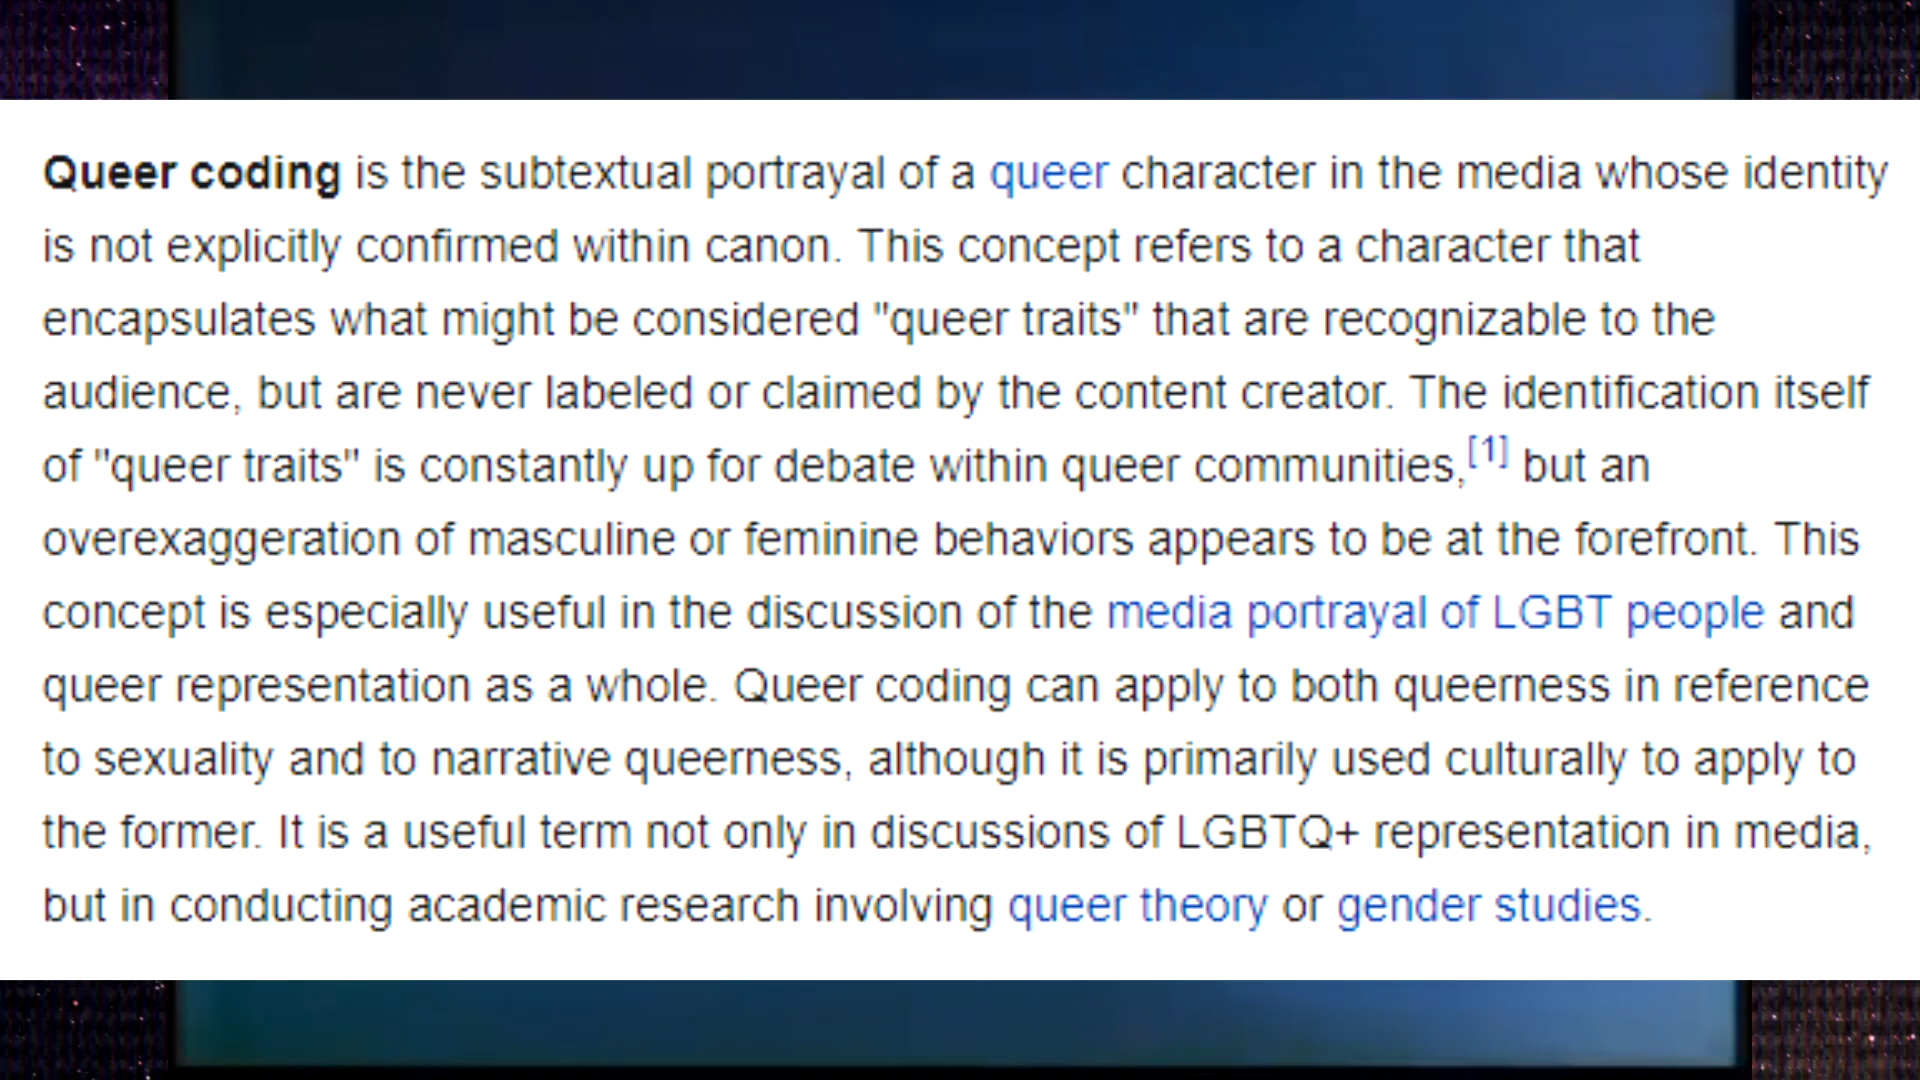 Queer coding is the subtextual portrayal of a queer character in the media whose identity
is not explicitly confirmed within canon. This concept refers to a character that
encapsulates what might be considered "queer traits" that are recognizable to the
audience, but are never labeled or claimed by the content creator. The identification itself
of "queer traits" is constantly up for debate within queer communities,[1] but an
overexaggeration of masculine or feminine behaviors appears to be at the forefront. This
concept is especially useful in the discussion of the media portrayal of LGBT people and
queer representation as a whole. Queer coding can apply to both queerness in reference
to sexuality and to narrative queerness, although it is primarily used culturally to apply to
the former. It is a useful term not only in discussions of LGBTQ+ representation in media,
but in conducting academic research involving queer theory or gender studies.